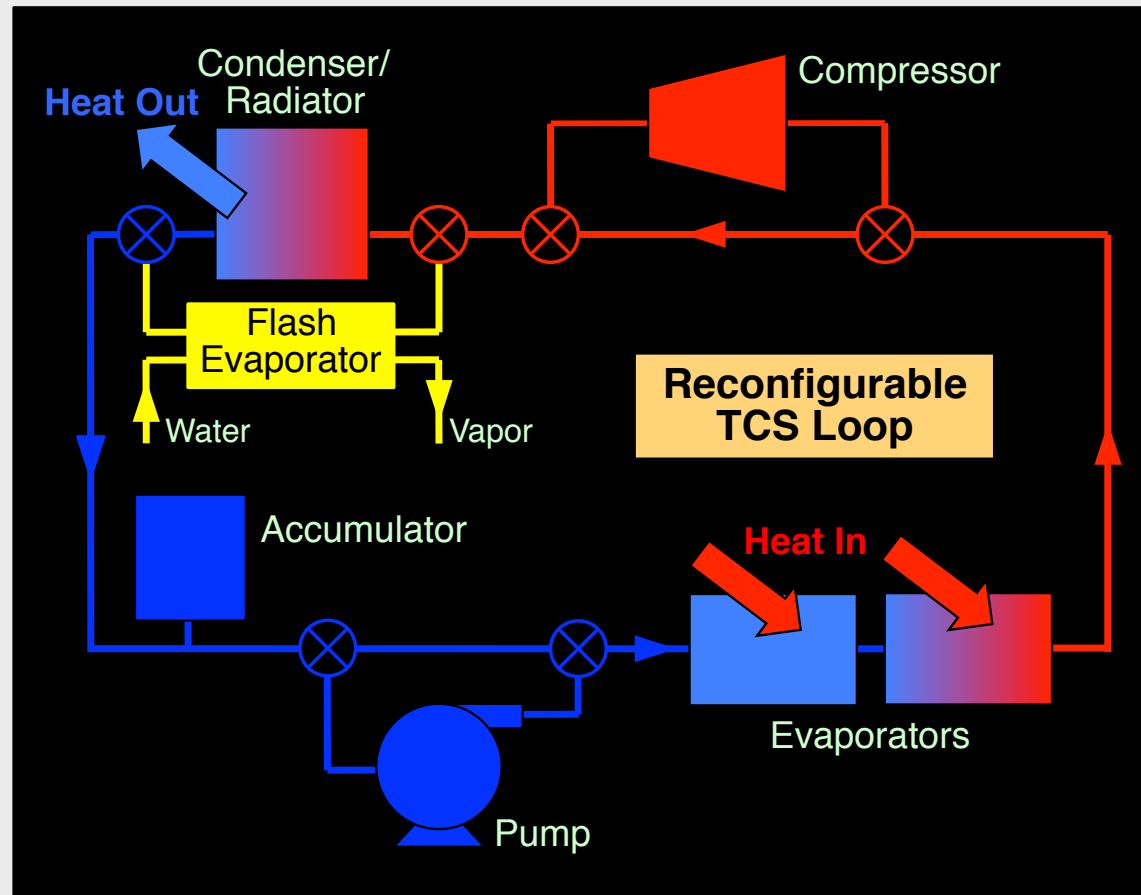 Condenser/
Radiator
Heat Out
Compressor
Flash
Evaporator
Water
Vapor
Reconfigurable
TCS Loop
Accumulator
Heat In
Evaporators
Pump